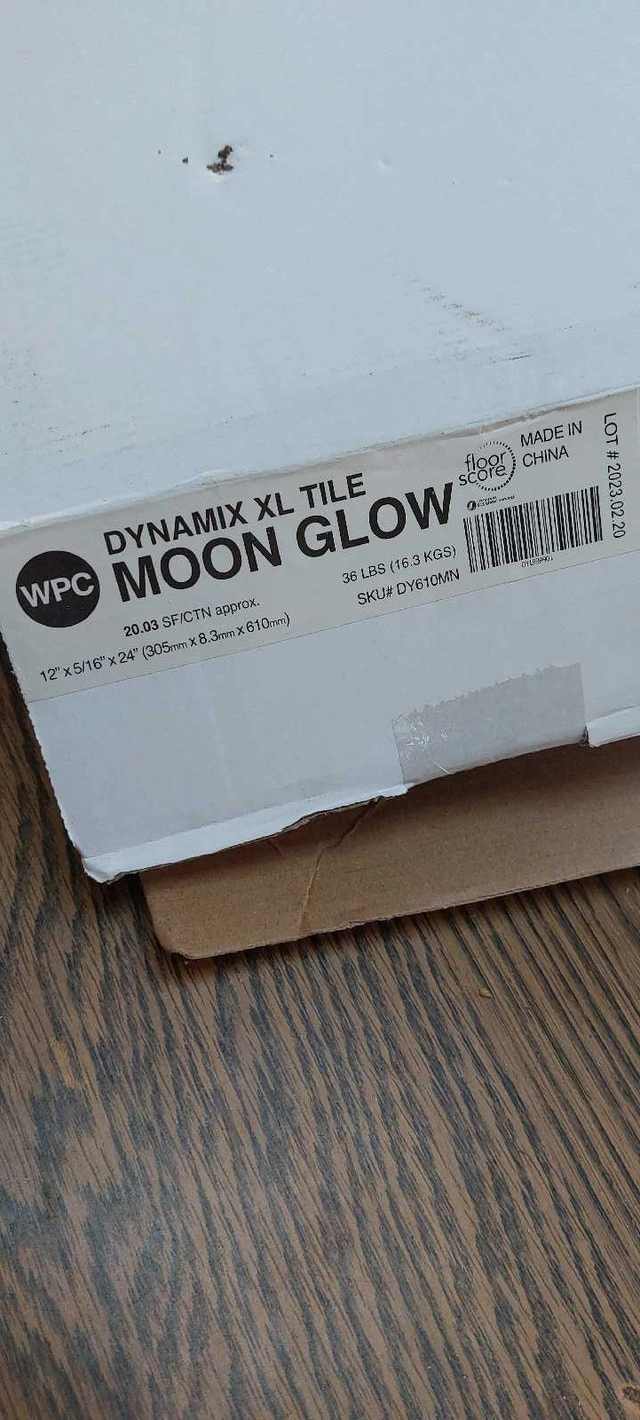 WPC
DYNAMIX XL TILE
MOON GLOW
20.03 SF/CTN approx.
12" x 5/16" x 24" (305mm x 8.3mm x 610mm)
36 LBS (16.3 KGS)
SKU# DY610MN
floor
score
MADE IN
CHINA
LOT # 2023.02.20